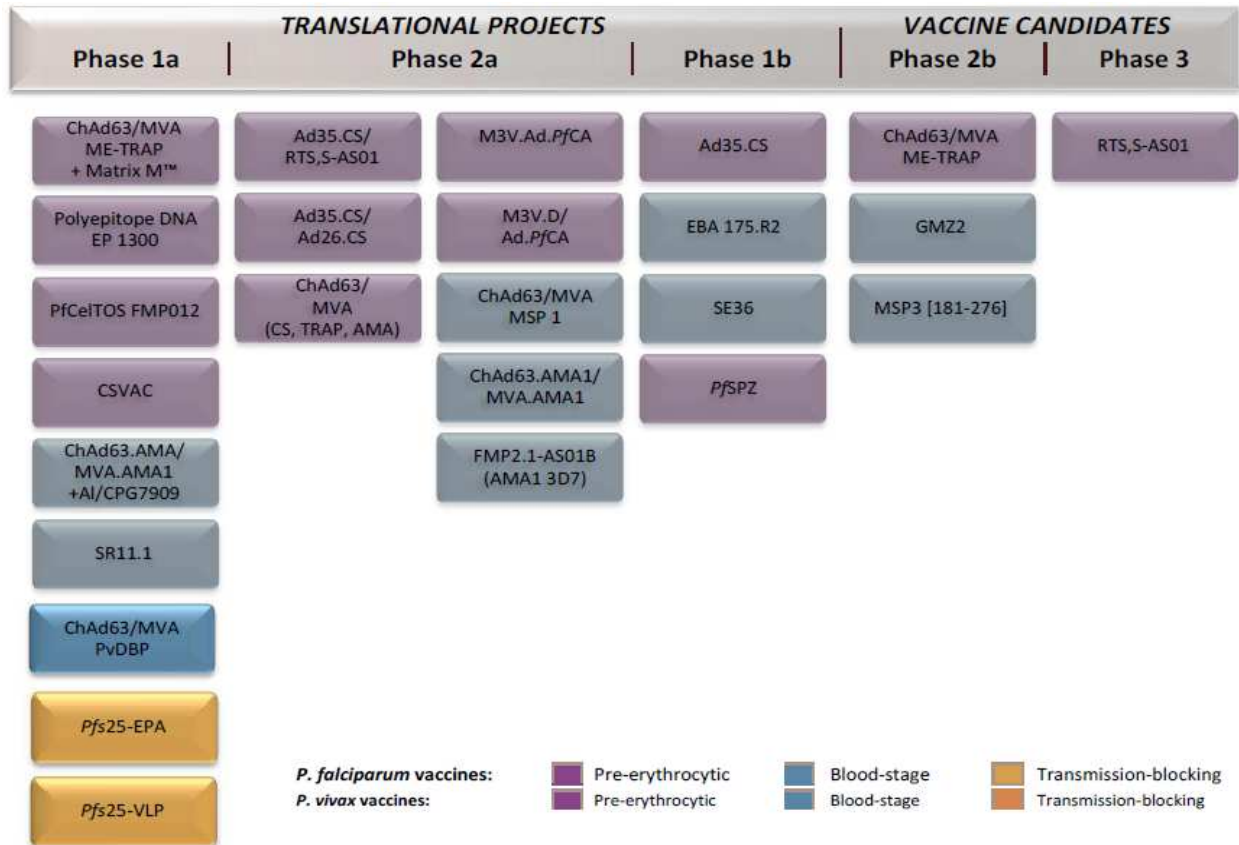 TRANSLATIONAL PROJECTS
VACCINE CANDIDATES
Phase 1a
Phase 2a
Phase 1b
Phase 2b
Phase 3
ChAd63/MVA
ME-TRAP
+ Matrix M™
Polyepitope DNA
EP 1300
PfCelTOS FMP012
CSVAC
ChAd63.AMA/
MVA.AMA1
+Al/CPG7909
SR11.1
ChAd63/MVA
PvDBP
Pfs25-EPA
Pfs25-VLP
Ad35.CS/
RTS,S-AS01
Ad35.CS/
Ad26.CS
ChAd63/
MVA
(CS, TRAP, AMA)
M3V.Ad.PfCA
M3V.D/
Ad.PfCA
ChAd63/MVA
MSP 1
ChAd63.AMA1/
MVA.AMA1
FMP2.1-AS01B
(AMA1 3D7)
Ad35.CS
EBA 175.R2
SE36
PfSPZ
ChAd63/MVA
ME-TRAP
GMZ2
MSP3 [181-276]
RTS,S-AS01
P. falciparum vaccines: Pre-erythrocytic Blood-stage Transmission-blocking
P. vivax vaccines: Pre-erythrocytic Blood-stage Transmission-blocking